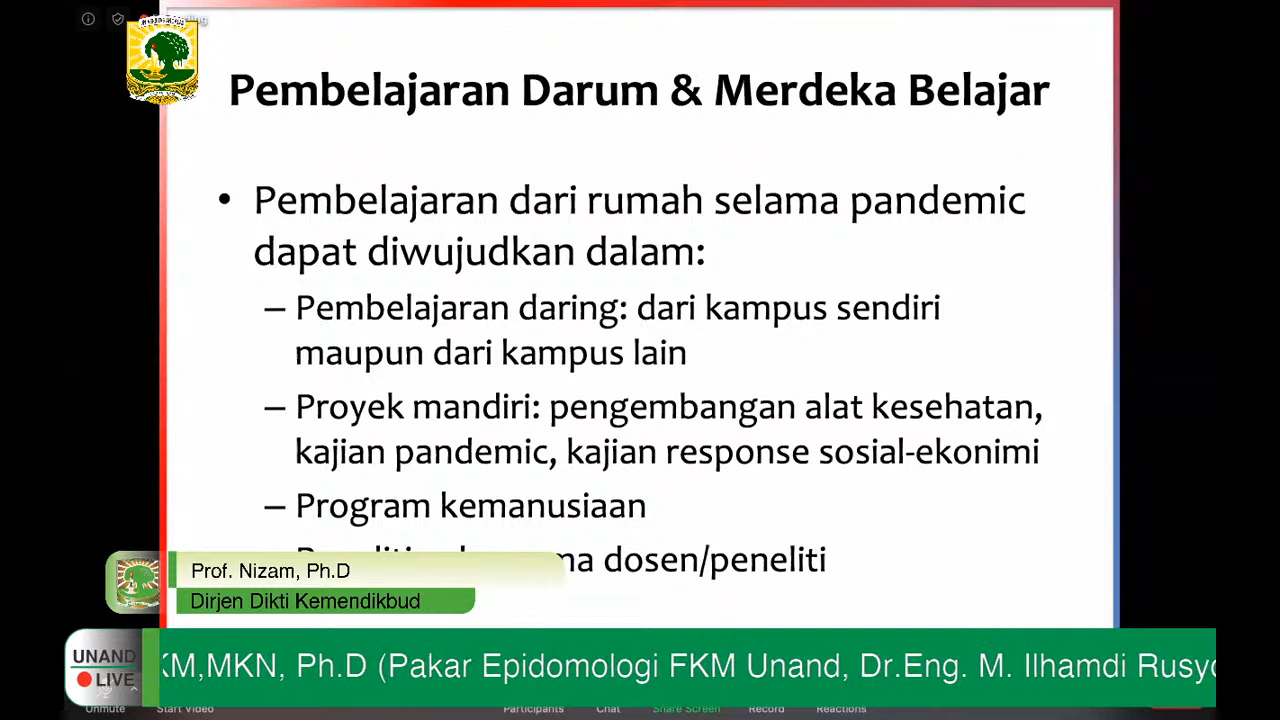 Pembelajaran Darum & Merdeka Belajar
• Pembelajaran dari rumah selama pandemic
dapat diwujudkan dalam:
– Pembelajaran daring: dari kampus sendiri
maupun dari kampus lain
– Proyek mandiri: pengembangan alat kesehatan,
kajian pandemic, kajian response sosial-ekonimi
– Program kemanusiaan
dosen/peneliti
Prof. Nizam, Ph.D
Dirjen Dikti Kemendikbud
UNAND
LIVE
KM,MKN, Ph.D (Pakar Epidomologi FKM Unand, Dr.Eng. M. Ilhamdi Rusyd
Unmute Start Video Participants Chat Share Screen Record Reactions